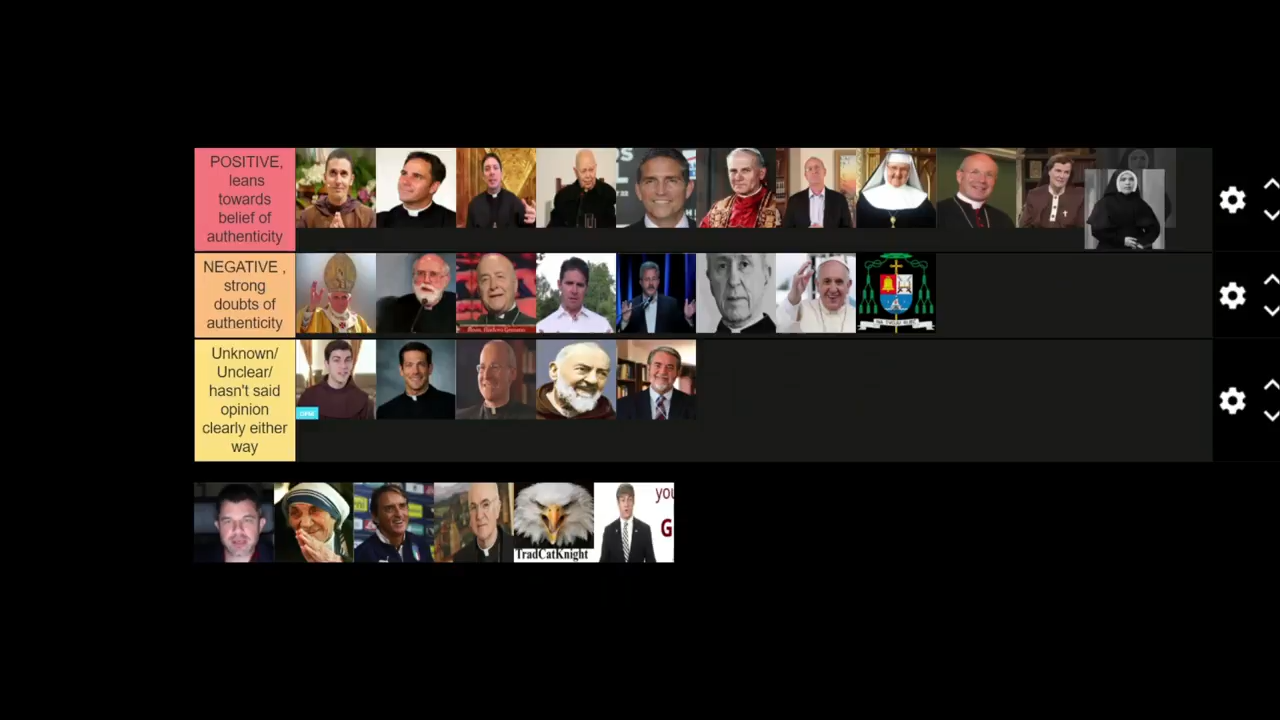 POSITIVE,
leans
towards
belief of
authenticity
NEGATIVE ,
strong
doubts of
authenticity
Unknown/
Unclear/
hasn't said
opinion
clearly either
way
TradCatKnight
you
G